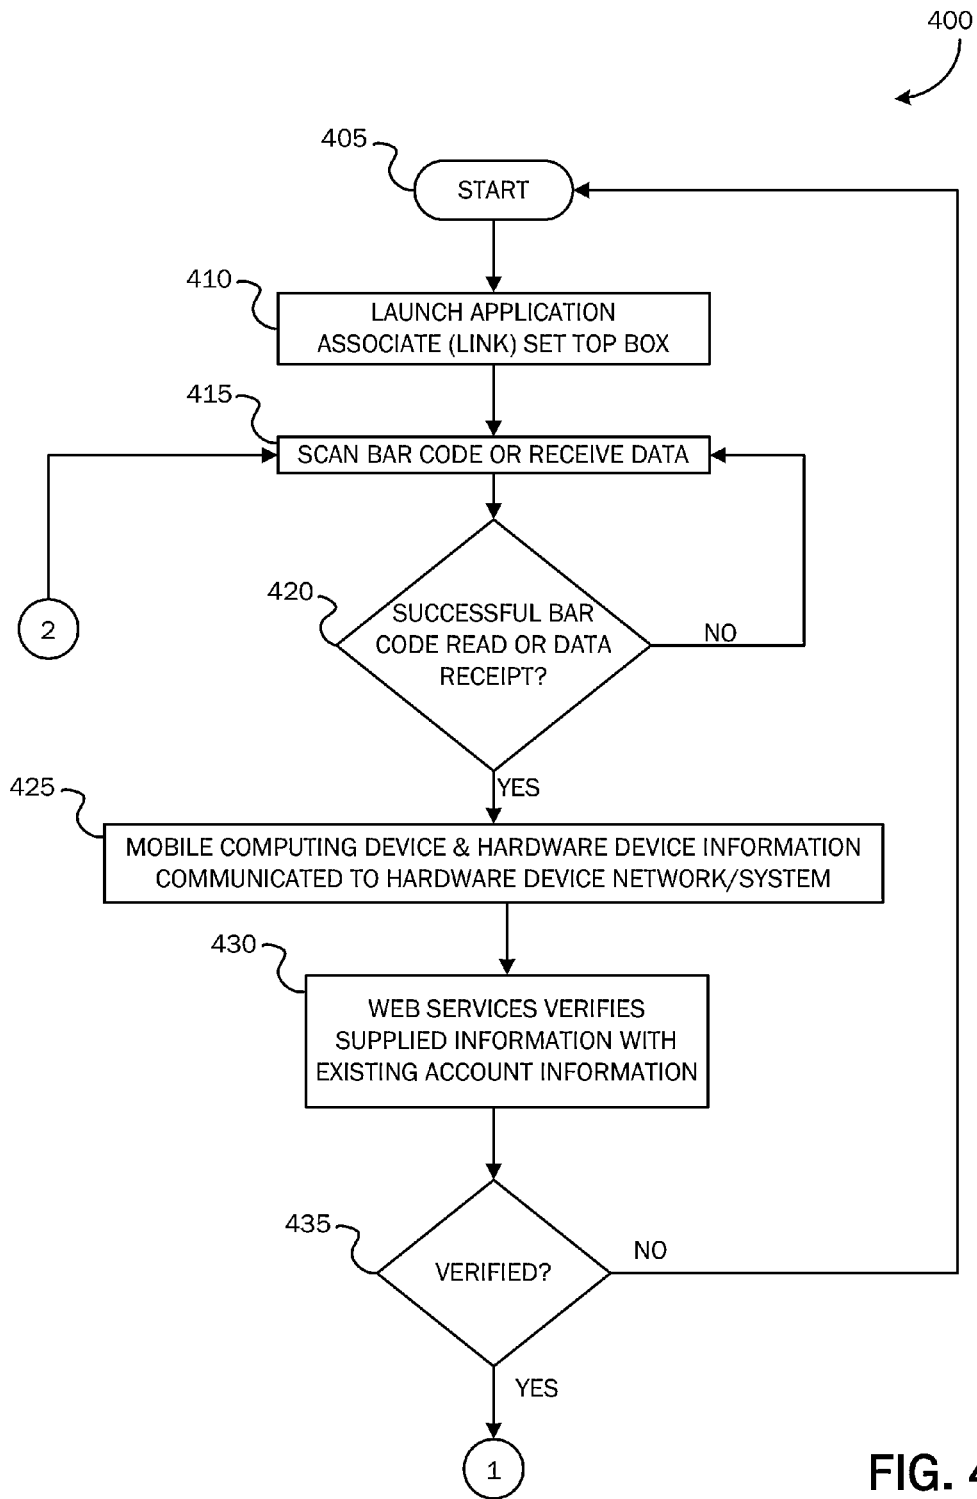 400
405
START
410
LAUNCH APPLICATION
ASSOCIATE (LINK) SET TOP BOX
415
SCAN BAR CODE OR RECEIVE DATA
2
420
SUCCESSFUL BAR
CODE READ OR DATA
RECEIPT?
NO
YES
425
MOBILE COMPUTING DEVICE & HARDWARE DEVICE INFORMATION
COMMUNICATED TO HARDWARE DEVICE NETWORK/SYSTEM
430
WEB SERVICES VERIFIES
SUPPLIED INFORMATION WITH
EXISTING ACCOUNT INFORMATION
435
VERIFIED?
NO
YES
1
FIG. 4